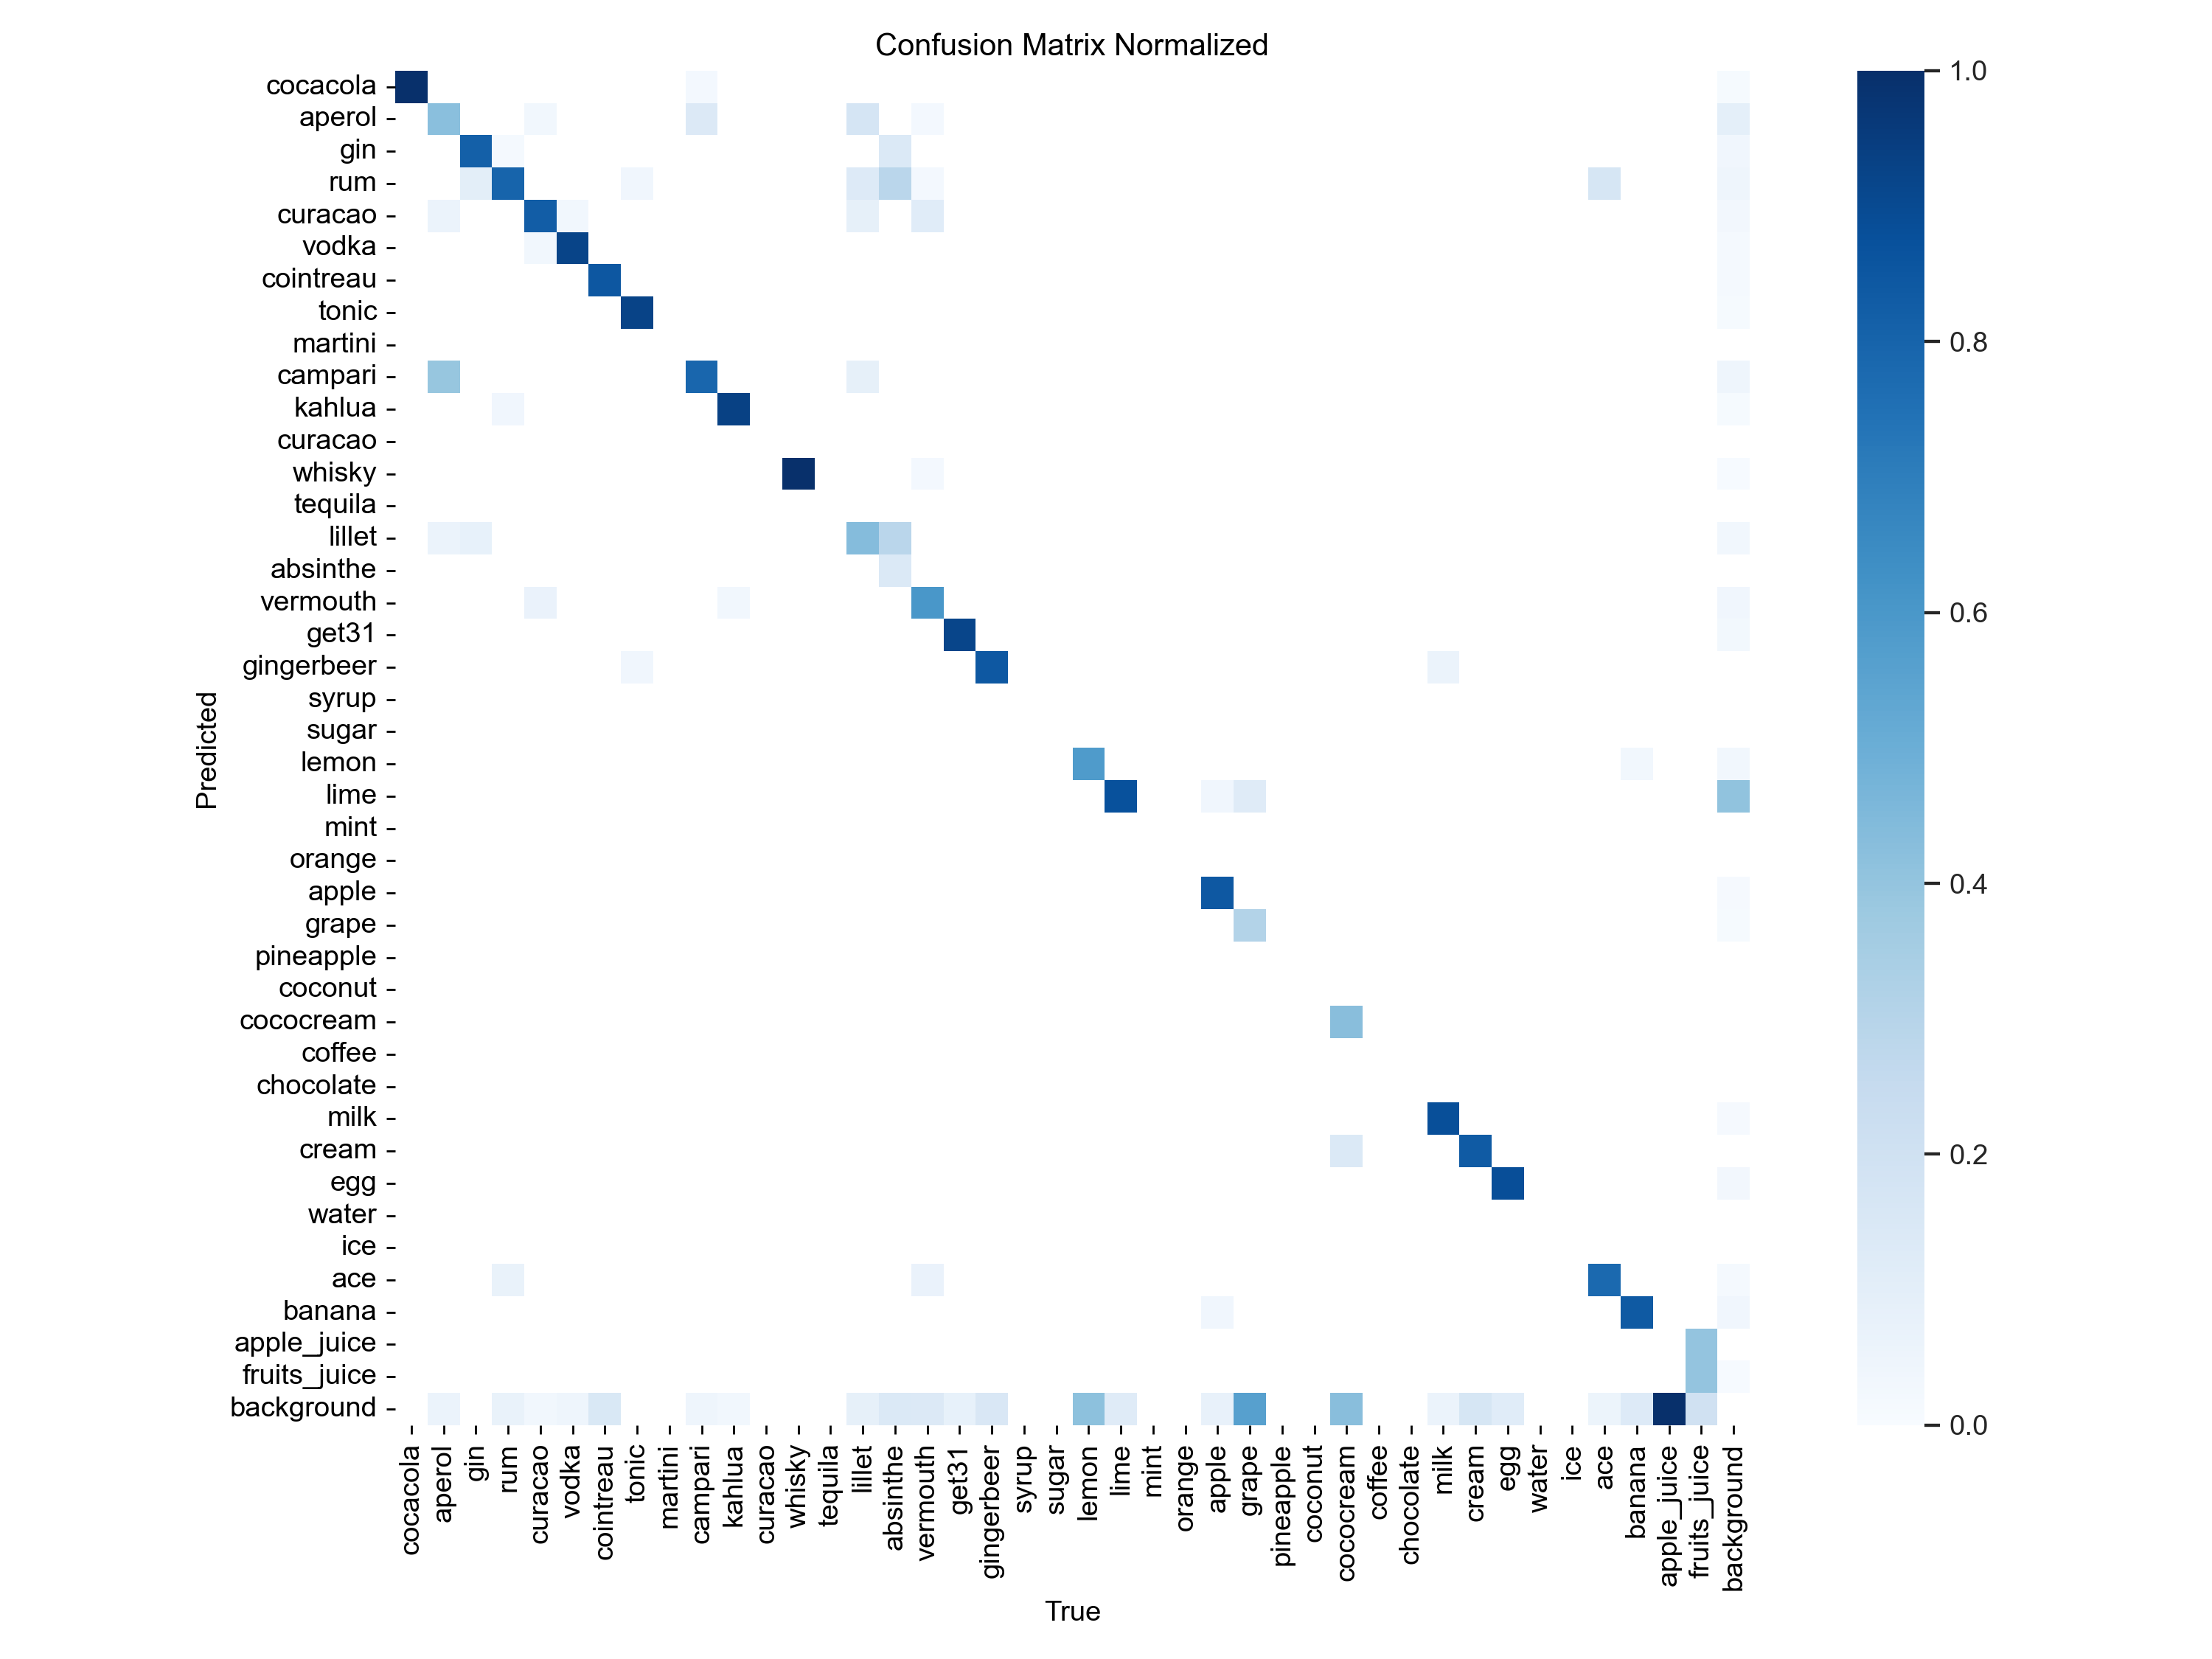 Confusion Matrix Normalized
cocacola
aperol
gin
rum
curacao
vodka
cointreau
tonic
martini
campari
kahlua
curacao
whisky
tequila
lillet
absinthe
vermouth
get31
gingerbeer
syrup
sugar
lemon
lime
mint
orange
apple
grape
pineapple
coconut
cococream
coffee
chocolate
milk
cream
egg
water
ice
ace
banana
apple_juice
fruits_juice
background
Predicted
cocacola
aperol
gin
rum
curacao
vodka
cointreau
tonic
martini
campari
kahlua
curacao
whisky
tequila
lillet
absinthe
vermouth
get31
gingerbeer
syrup
sugar
lemon
lime
mint
orange
apple
grape
pineapple
coconut
cococream
coffee
chocolate
milk
cream
egg
water
ice
ace
banana
apple_juice
fruits_juice
background
True
1.0
0.8
0.6
0.4
0.2
0.0